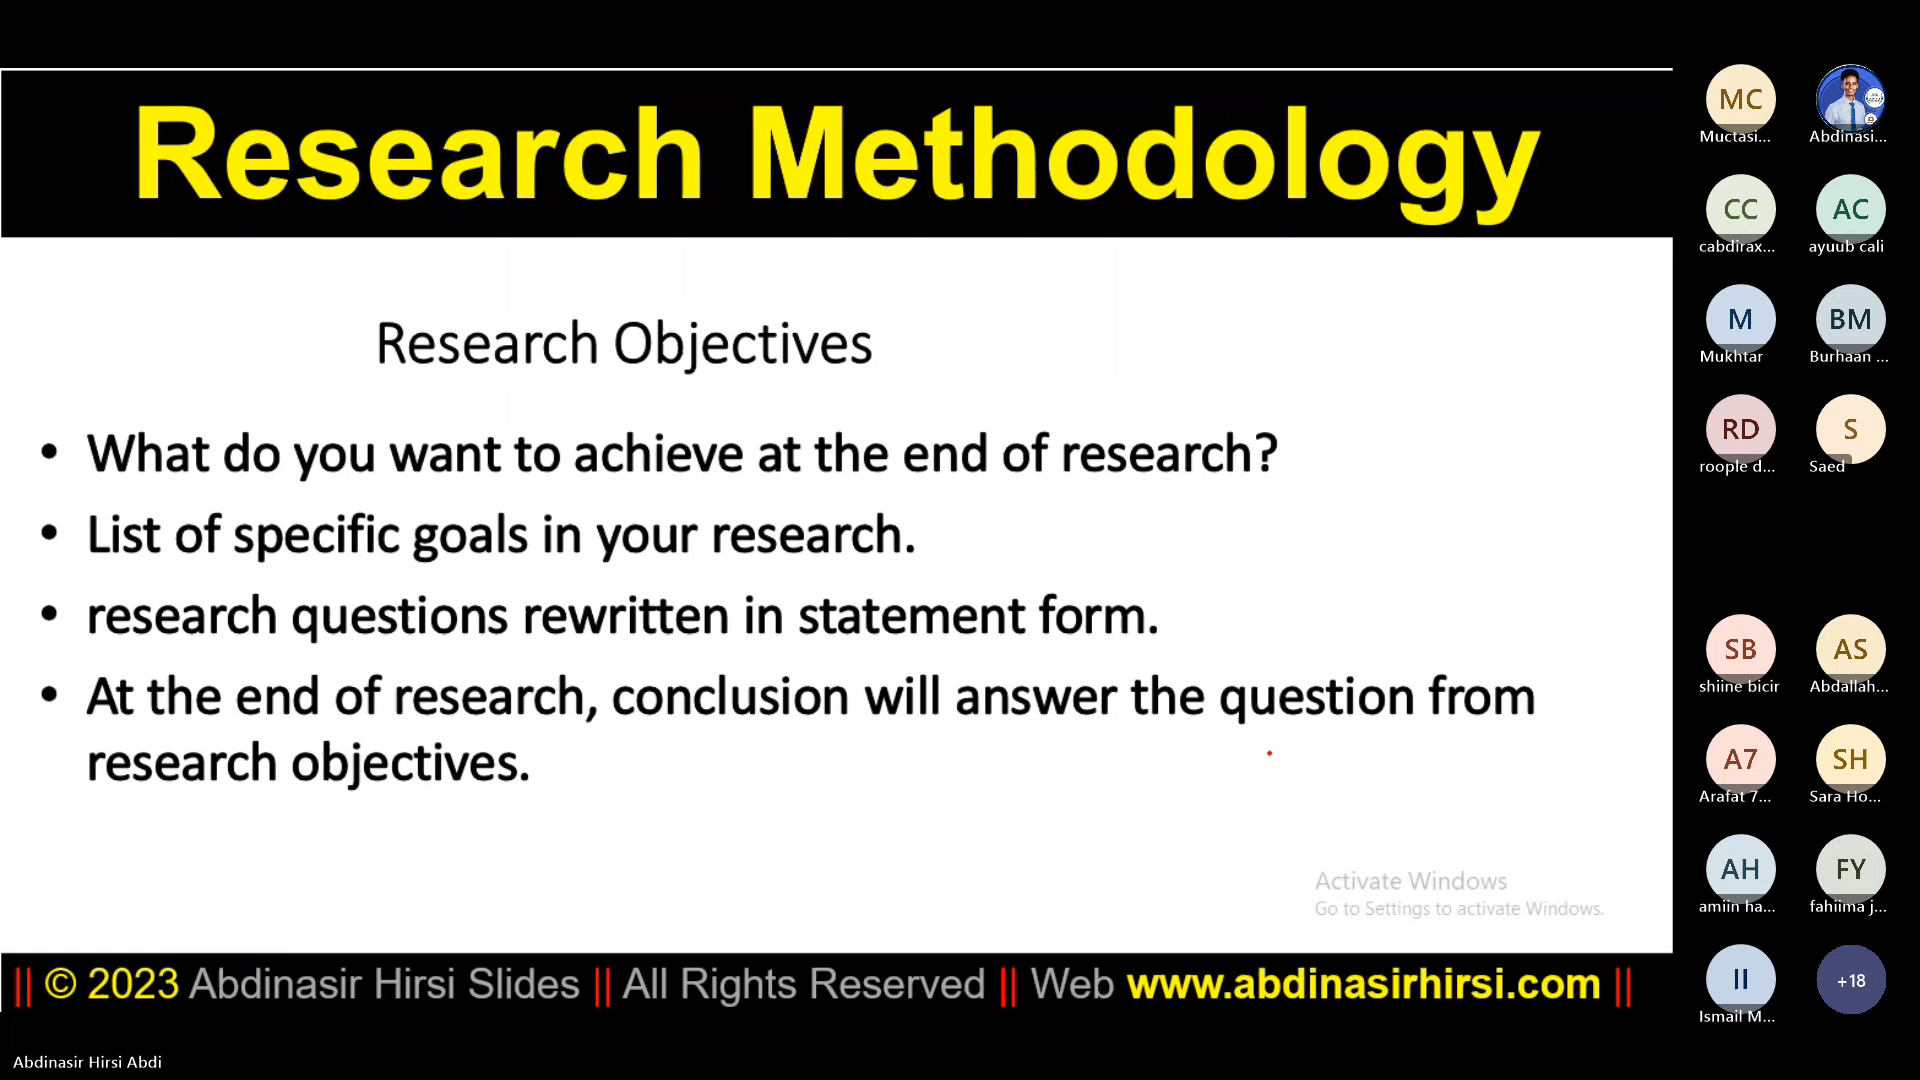 Research Methodology
Research Objectives
• What do you want to achieve at the end of research?
• List of specific goals in your research.
• research questions rewritten in statement form.
• At the end of research, conclusion will answer the question from
research objectives.
Activate Windows
Go to Settings to activate Windows.
|| © 2023 Abdinasir Hirsi Slides || All Rights Reserved || Web www.abdinasirhirsi.com ||
Abdinasir Hirsi Abdi
MC
Muctasi...
Abdinasi...
CC
cabdirax...
AC
ayuub cali
M
Mukhtar
BM
Burhaan ...
RD
roople d...
S
Saed
SB
shiine bicir
AS
Abdallah...
A7
Arafat 7...
SH
Sara Ho...
AH
amiin ha...
FY
fahiima j...
II
Ismail M...
+18